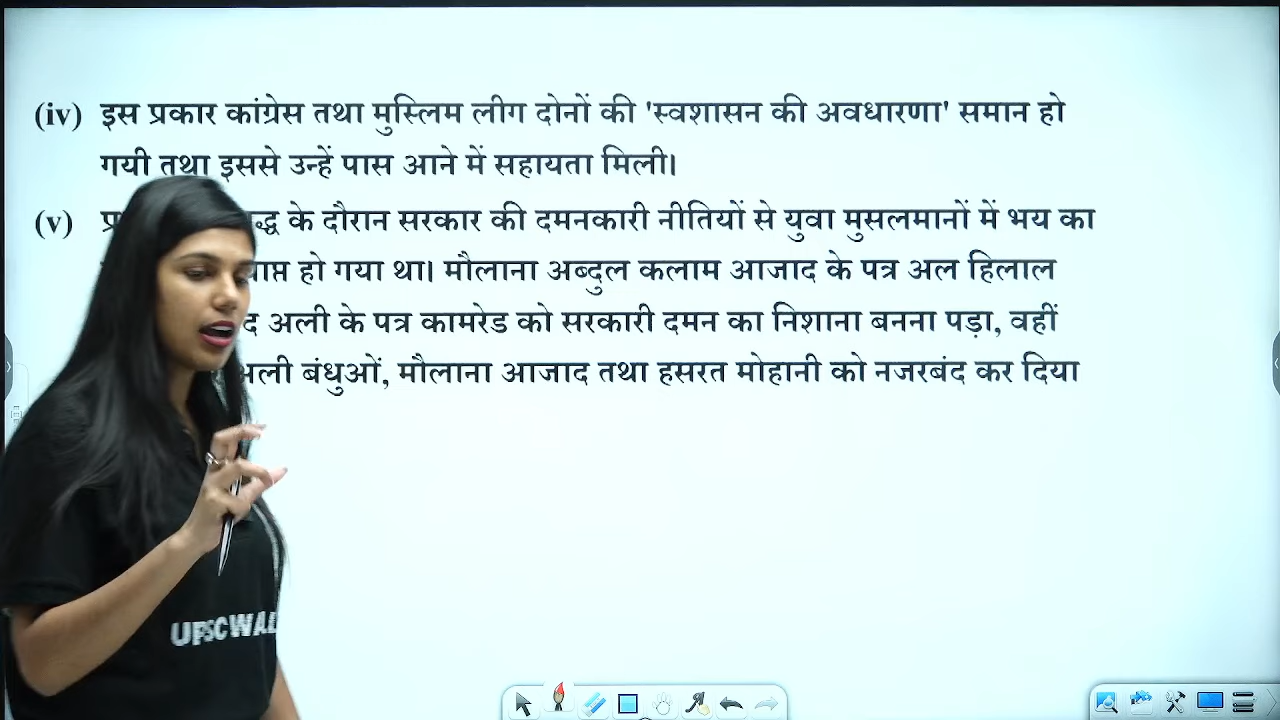 (iv) इस प्रकार कांग्रेस तथा मुस्लिम लीग दोनों की 'स्वशासन की अवधारणा' समान हो
गयी तथा इससे उन्हें पास आने में सहायता मिली।
(v) के दौरान सरकार की दमनकारी नीतियों से युवा मुसलमानों में भय का
हो गया था। मौलाना अब्दुल कलाम आजाद के पत्र अल हिलाल
अली के पत्र कामरेड को सरकारी दमन का निशाना बनना पड़ा, वहीं
अली बंधुओं, मौलाना आजाद तथा हसरत मोहानी को नजरबंद कर दिया